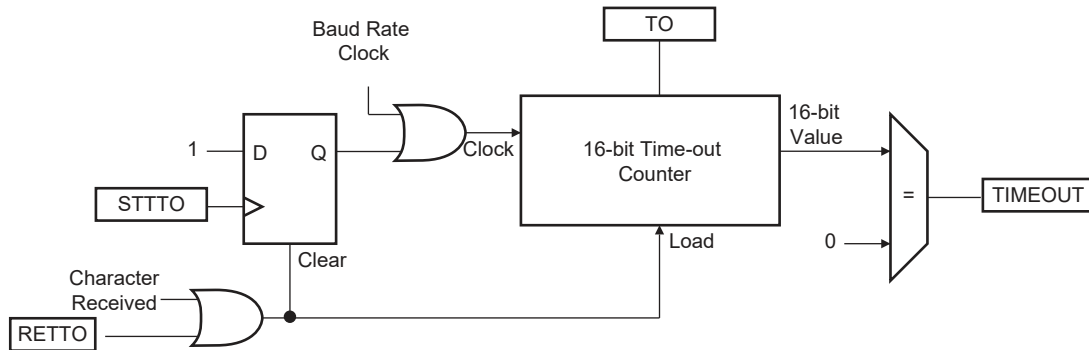 TO
Baud Rate
Clock
1
D
Q
Clock
16-bit Time-out
Counter
16-bit
Value
STTTO
=
TIMEOUT
0
Load
Clear
Character
Received
RETTO